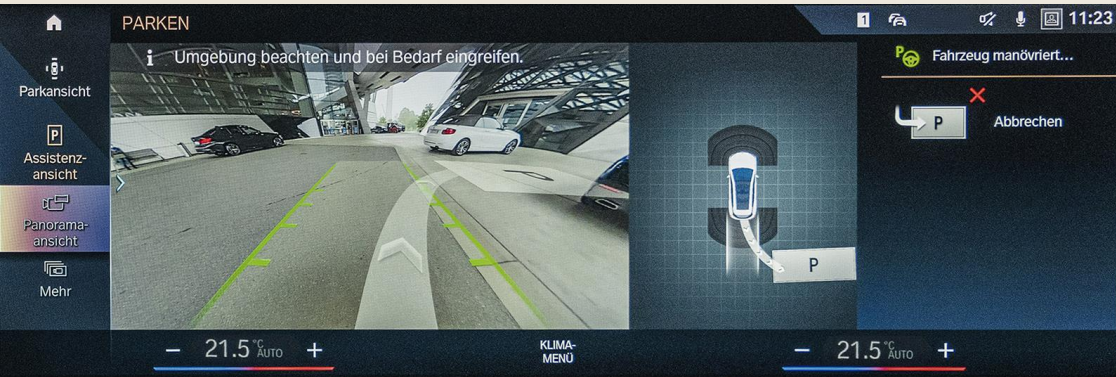 PARKEN
1
11:23
Parkansicht
P
Assistenz-
ansicht
Panorama-
ansicht
Mehr
i Umgebung beachten und bei Bedarf eingreifen.
P
P
P Fahrzeug manövriert...
P Abbrechen
− 21.5 °C AUTO +
KLIMA-
MENÜ
− 21.5 °C AUTO +